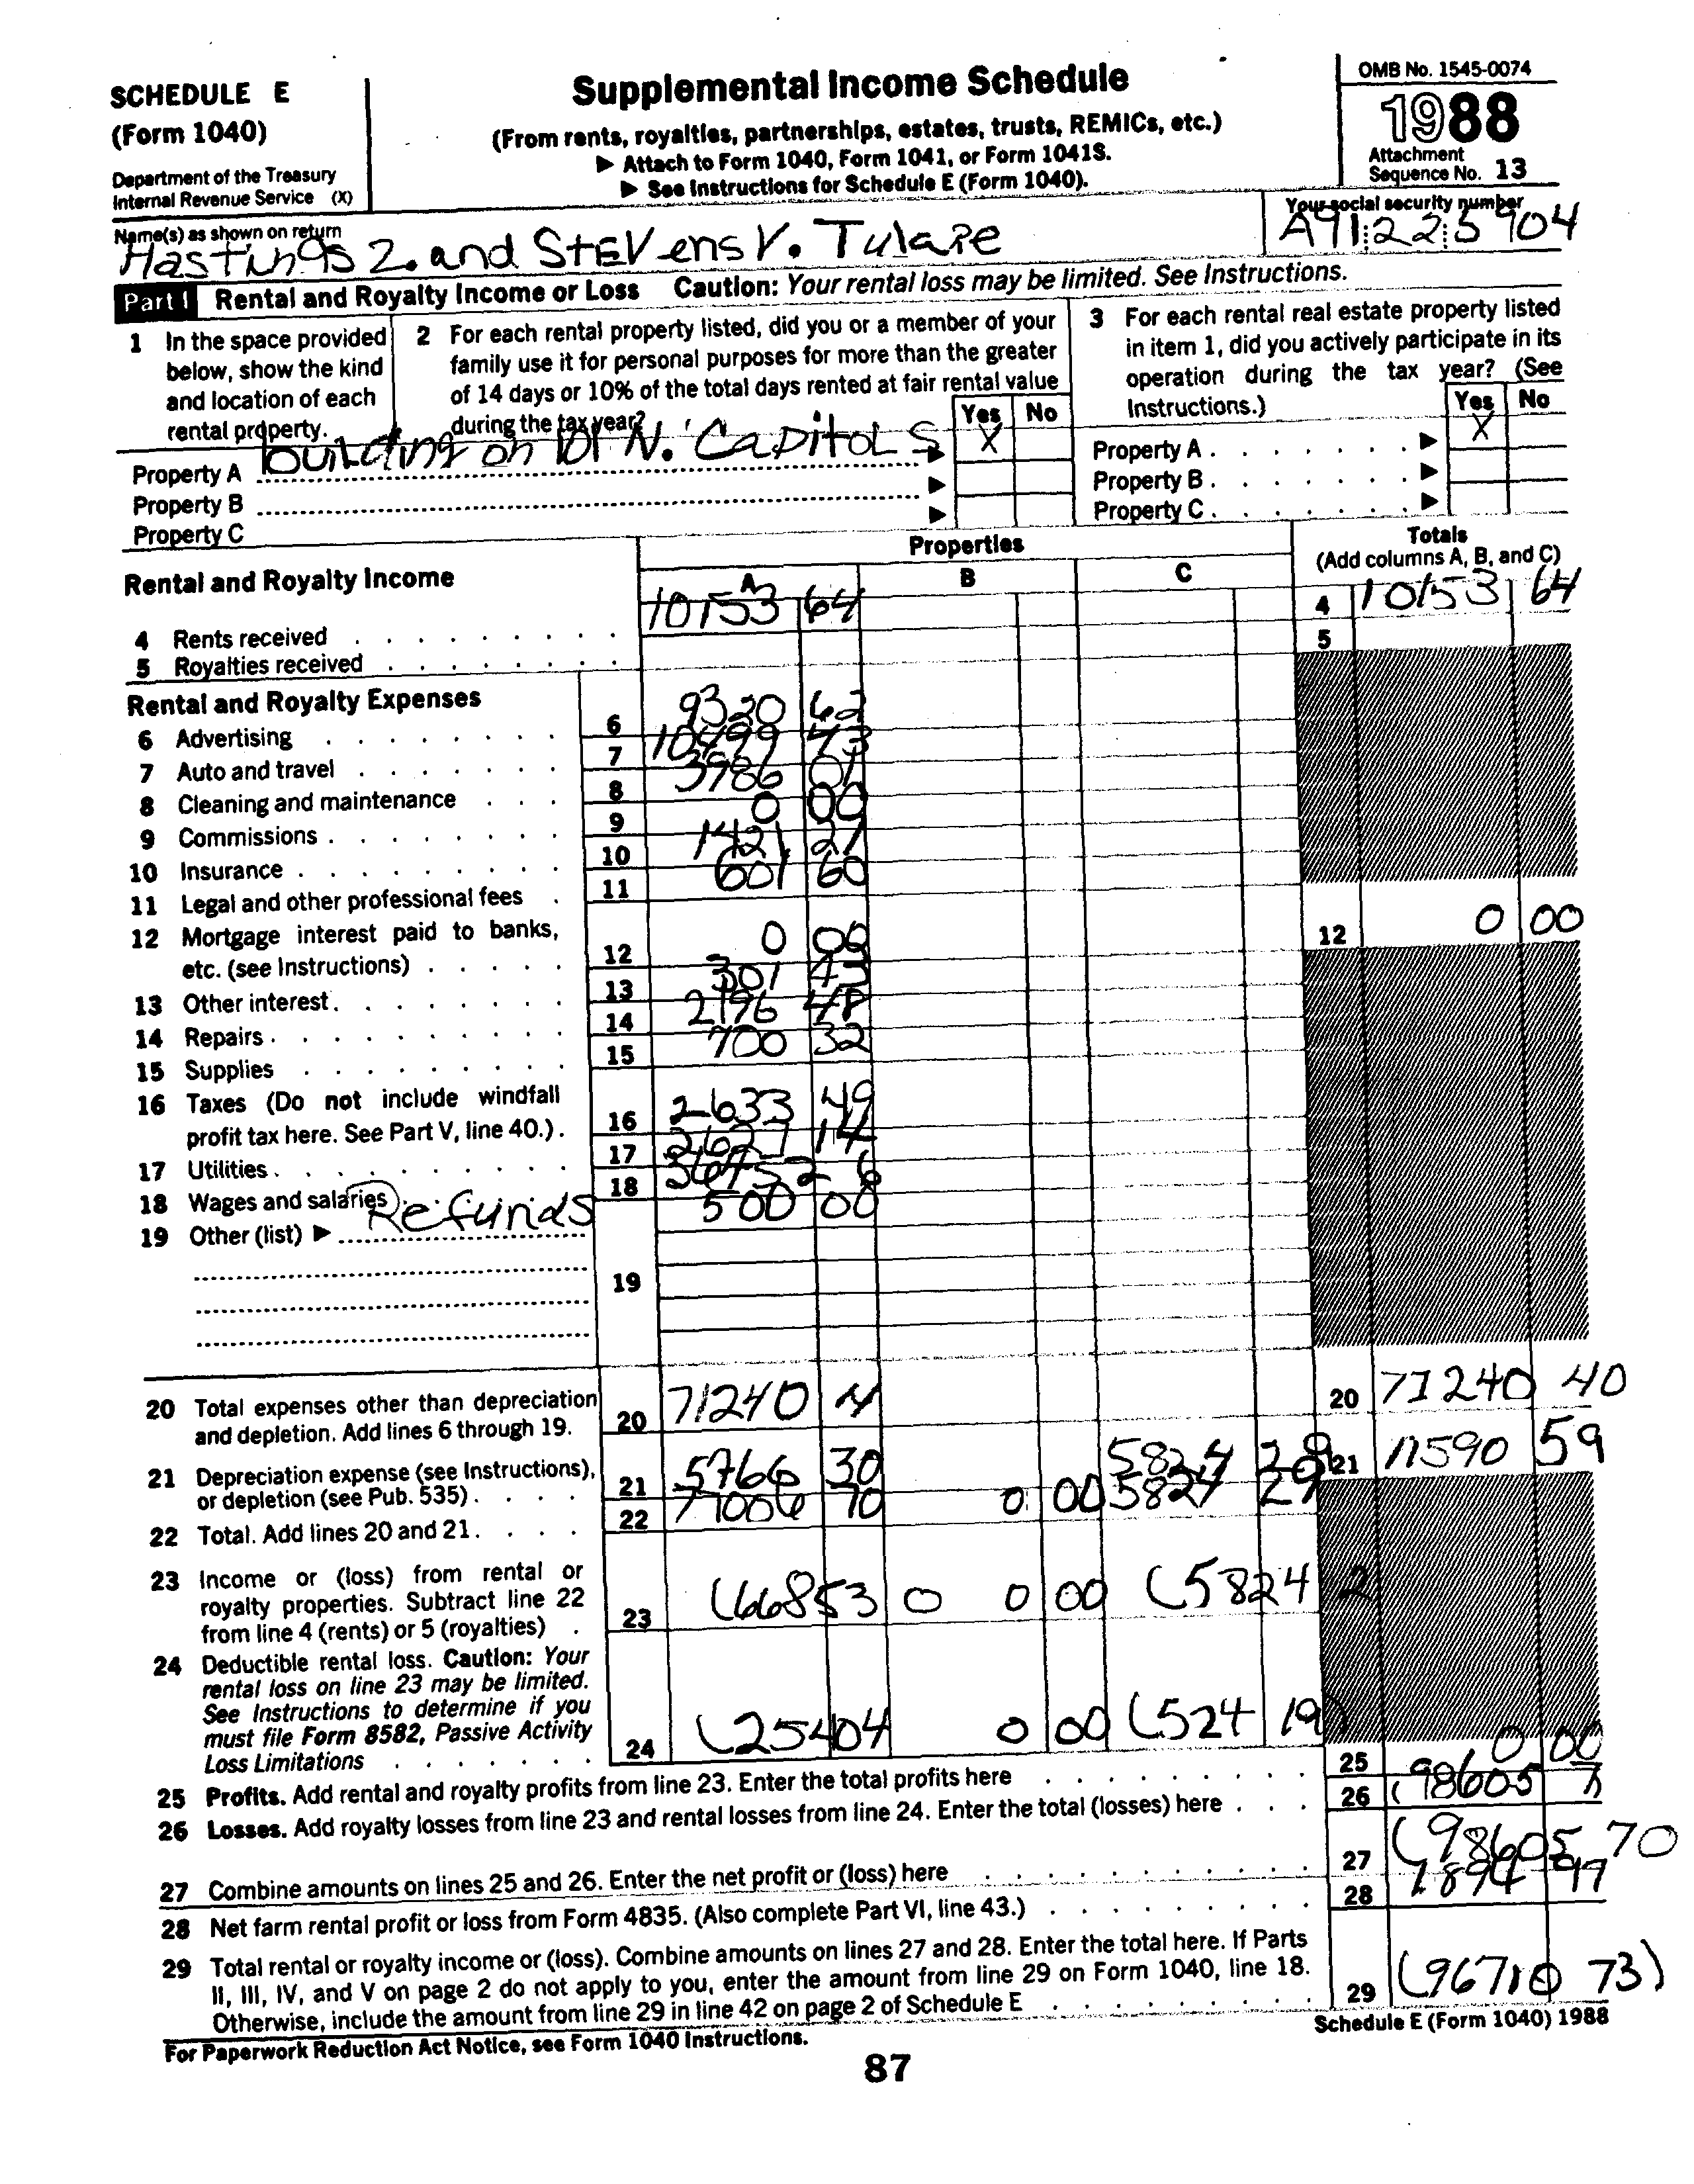 SCHEDULE E
(Form 1040)
Department of the Treasury
Internal Revenue Service (X)
Supplemental Income Schedule
(From rents, royalties, partnerships, estates, trusts, REMICs, etc.)
▶ Attach to Form 1040, Form 1041, or Form 1041S.
▶ See Instructions for Schedule E (Form 1040).
OMB No. 1545-0074
1988
Attachment
Sequence No. 13
Name(s) as shown on return
Hastings Z. and StEVens V. Tulare
Your social security number
A91:22:5904
Part I Rental and Royalty Income or Loss Caution: Your rental loss may be limited. See Instructions.
1 In the space provided
below, show the kind
and location of each
rental property.
2 For each rental property listed, did you or a member of your
family use it for personal purposes for more than the greater
of 14 days or 10% of the total days rented at fair rental value
during the tax year?
Yes No
3 For each rental real estate property listed
in item 1, did you actively participate in its
operation during the tax year? (See
Instructions.)
Yes No
Property A building on 101 N. Capitol S ▶ X
Property B ▶
Property C ▶
Property A ▶ X
Property B ▶
Property C ▶
Rental and Royalty Income
Properties
A B C
Totals
(Add columns A, B, and C)
4 Rents received 10153 64 4 10153 64
5 Royalties received 5
Rental and Royalty Expenses
6 Advertising 6 9320 62
7 Auto and travel 7 10499 43
8 Cleaning and maintenance 8 3986 01
9 Commissions 9 0 00
10 Insurance 10 1421 27
11 Legal and other professional fees 11 601 60
12 Mortgage interest paid to banks,
etc. (see Instructions) 12 0 00 12 0 00
13 Other interest 13 301 43
14 Repairs 14 2196 48
15 Supplies 15 700 32
16 Taxes (Do not include windfall
profit tax here. See Part V, line 40.) 16 2633 49
17 Utilities 17 2627 14
18 Wages and salaries 18 6
19 Other (list) ▶ Refunds 500 00
19
20 Total expenses other than depreciation
and depletion. Add lines 6 through 19. 20 71240 4 20 71240 40
21 Depreciation expense (see Instructions),
or depletion (see Pub. 535) 21 5766 30 5824 29 21 11590 59
22 Total. Add lines 20 and 21. 22 77006 70 0 00 5824 29
23 Income or (loss) from rental or
royalty properties. Subtract line 22
from line 4 (rents) or 5 (royalties) 23 (66853 0 0 00 (5824 2
24 Deductible rental loss. Caution: Your
rental loss on line 23 may be limited.
See Instructions to determine if you
must file Form 8582, Passive Activity
Loss Limitations 24 (25404 0 00 (524 19)
25 Profits. Add rental and royalty profits from line 23. Enter the total profits here 25 0 00
26 Losses. Add royalty losses from line 23 and rental losses from line 24. Enter the total (losses) here 26 (98605 7
27 Combine amounts on lines 25 and 26. Enter the net profit or (loss) here 27 (98605 70
28 Net farm rental profit or loss from Form 4835. (Also complete Part VI, line 43.) 28 1894 97
29 Total rental or royalty income or (loss). Combine amounts on lines 27 and 28. Enter the total here. If Parts
II, III, IV, and V on page 2 do not apply to you, enter the amount from line 29 on Form 1040, line 18.
Otherwise, include the amount from line 29 in line 42 on page 2 of Schedule E 29 (96710 73)
For Paperwork Reduction Act Notice, see Form 1040 Instructions.
Schedule E (Form 1040) 1988
87